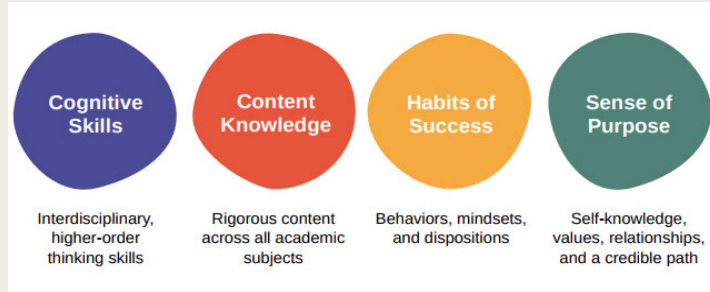 Cognitive
Skills
Content
Knowledge
Habits of
Success
Sense of
Purpose
Interdisciplinary,
higher-order
thinking skills
Rigorous content
across all academic
subjects
Behaviors, mindsets,
and dispositions
Self-knowledge,
values, relationships,
and a credible path